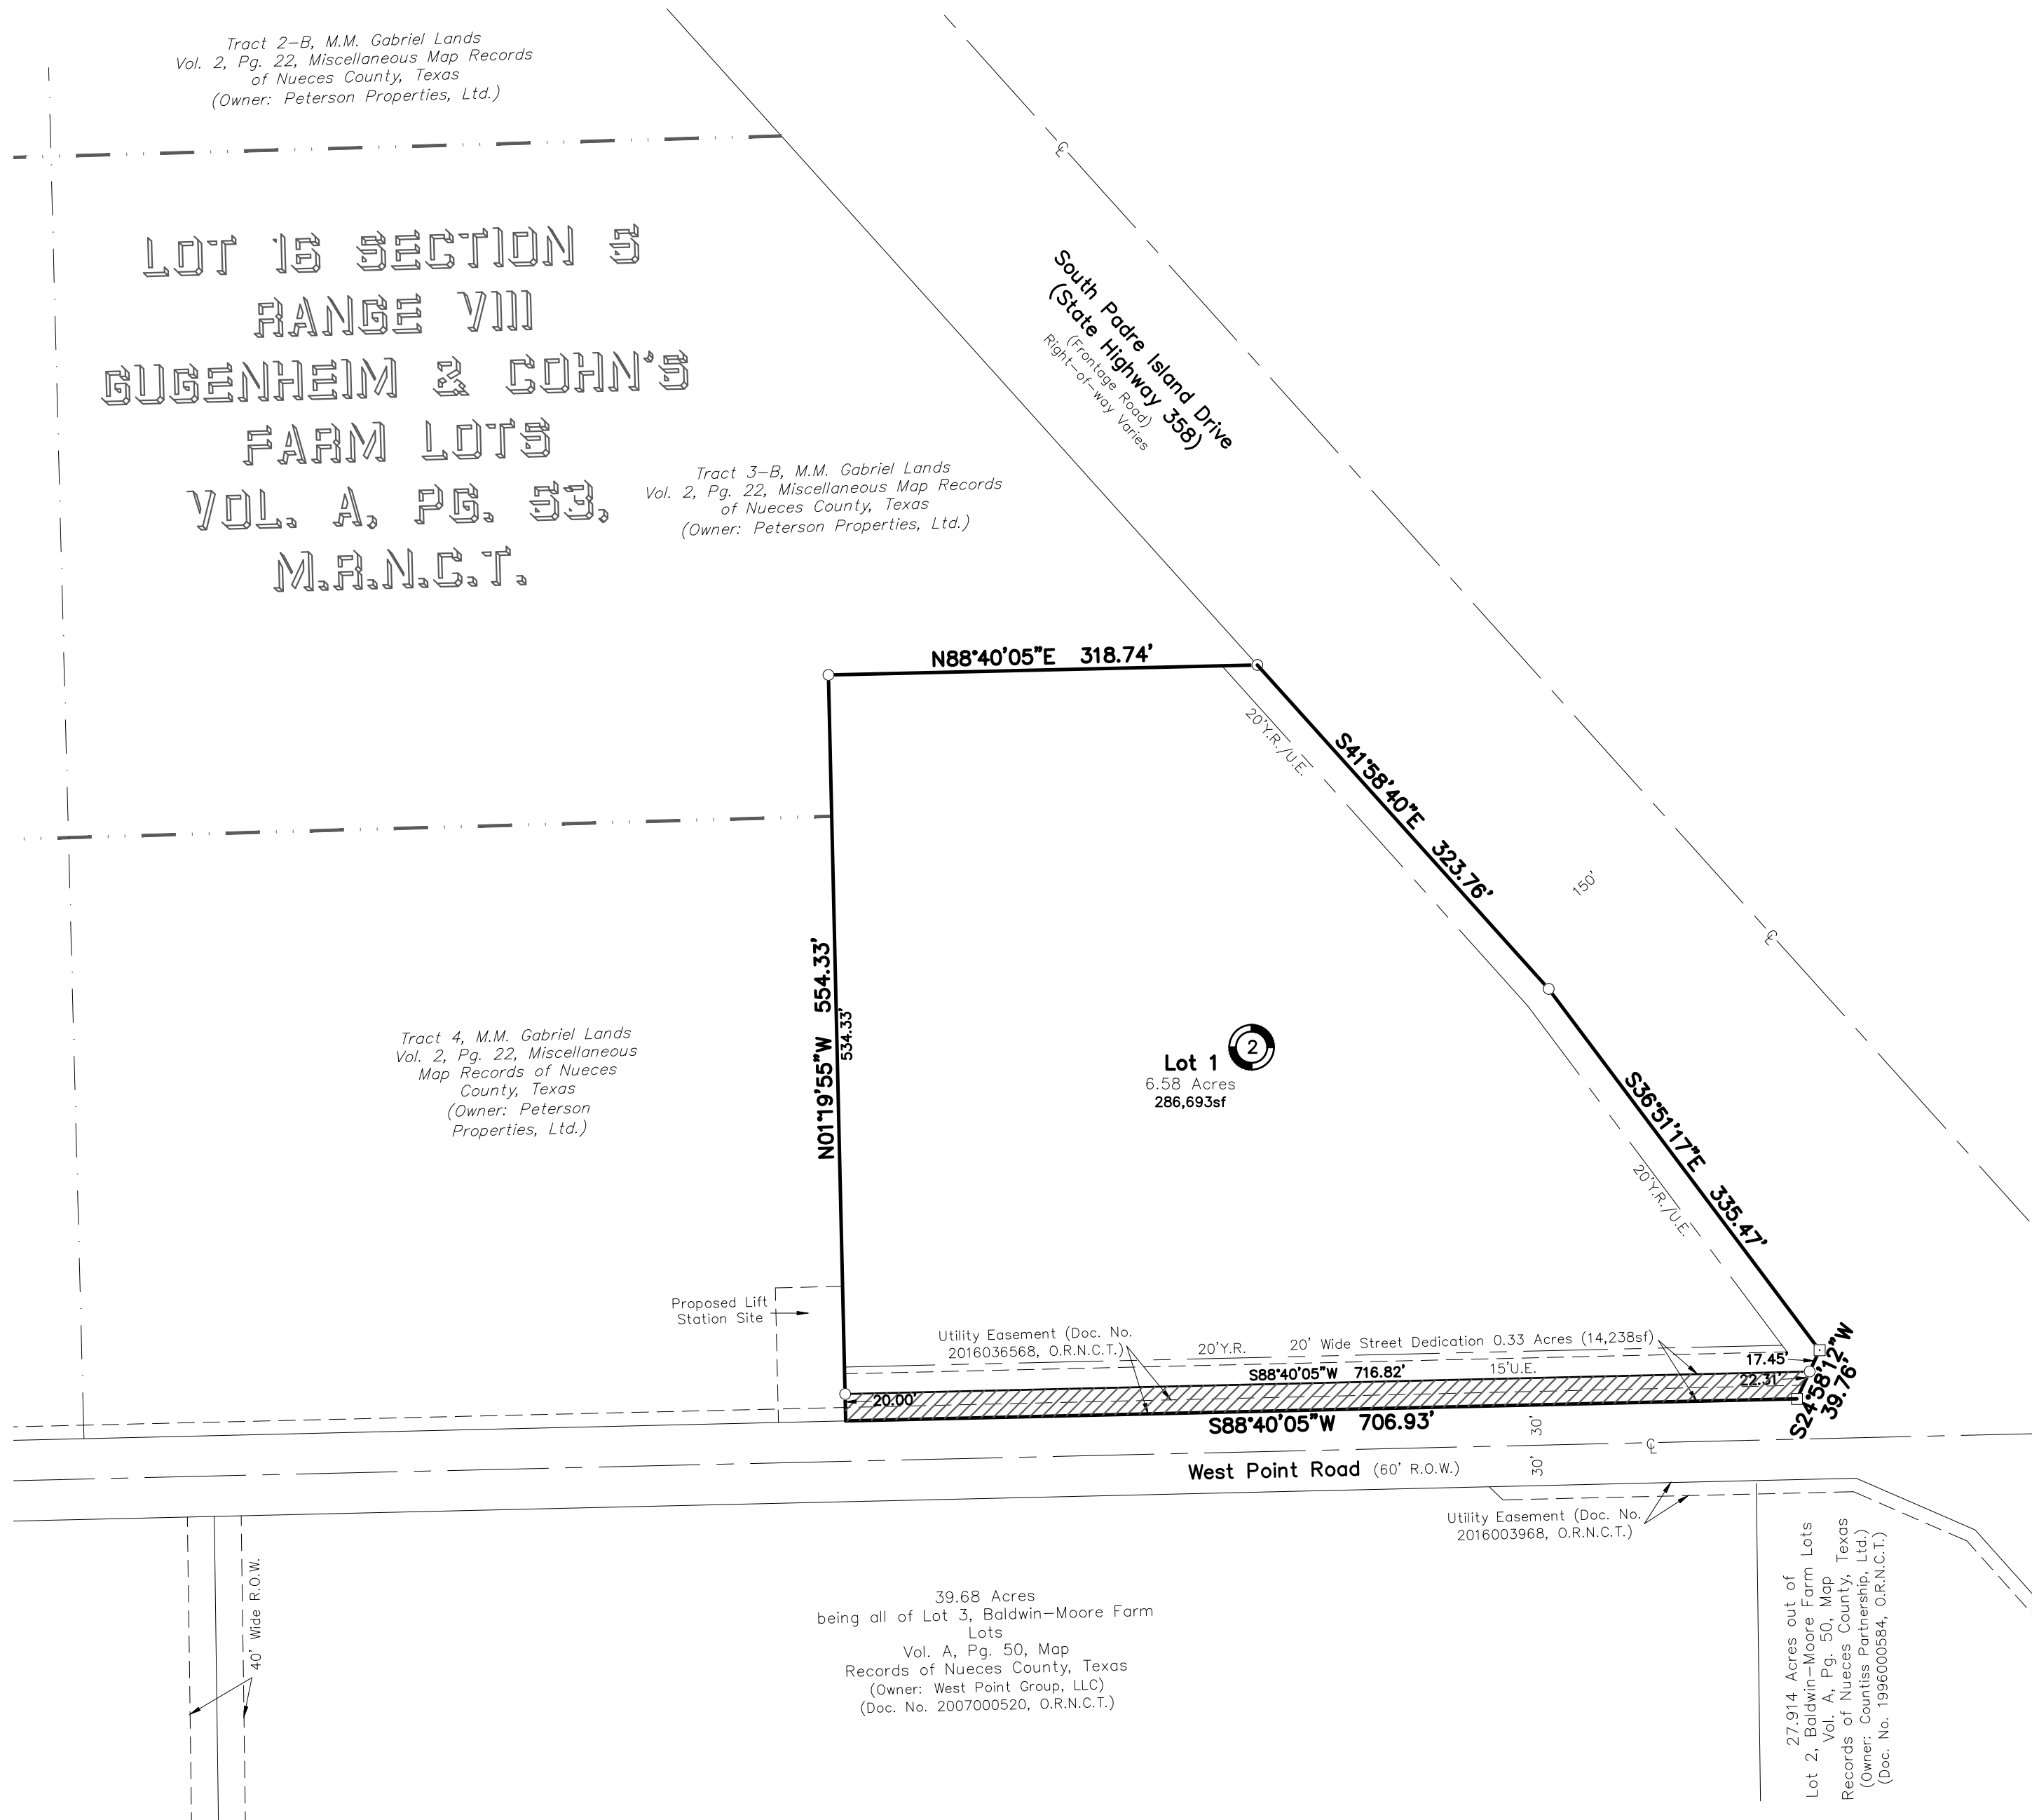 Tract 2-B, M.M. Gabriel Lands
Vol. 2, Pg. 22, Miscellaneous Map Records
of Nueces County, Texas
(Owner: Peterson Properties, Ltd.)
LOT 16 SECTION 5
RANGE VIII
GUGENHEIM & COHN'S
FARM LOTS
VOL. A, PG. 53,
M.R.N.C.T.
℄
South Padre Island Drive
(State Highway 358)
(Frontage Road)
Right-of-way Varies
Tract 3-B, M.M. Gabriel Lands
Vol. 2, Pg. 22, Miscellaneous Map Records
of Nueces County, Texas
(Owner: Peterson Properties, Ltd.)
N88°40'05"E 318.74'
20'Y.R./U.E.
S41°58'40"E 323.76'
150'
℄
N01°19'55"W 554.33'
534.33'
Lot 1
2
6.58 Acres
286,693sf
Tract 4, M.M. Gabriel Lands
Vol. 2, Pg. 22, Miscellaneous
Map Records of Nueces
County, Texas
(Owner: Peterson
Properties, Ltd.)
S36°51'17"E 335.47'
20'Y.R./U.E.
Proposed Lift
Station Site
Utility Easement (Doc. No.
2016036568, O.R.N.C.T.)
20'Y.R.
20' Wide Street Dedication 0.33 Acres (14,238sf)
S88°40'05"W 716.82'
15'U.E.
17.45'
22.31'
S24°58'12"W
39.76'
20.00'
S88°40'05"W 706.93'
30'
℄
West Point Road (60' R.O.W.)
30'
Utility Easement (Doc. No.
2016003968, O.R.N.C.T.)
40' Wide R.O.W.
39.68 Acres
being all of Lot 3, Baldwin-Moore Farm
Lots
Vol. A, Pg. 50, Map
Records of Nueces County, Texas
(Owner: West Point Group, LLC)
(Doc. No. 2007000520, O.R.N.C.T.)
27.914 Acres out of
Lot 2, Baldwin-Moore Farm Lots
Vol. A, Pg. 50, Map
Records of Nueces County, Texas
(Owner: Countiss Partnership, Ltd.)
(Doc. No. 1996000584, O.R.N.C.T.)